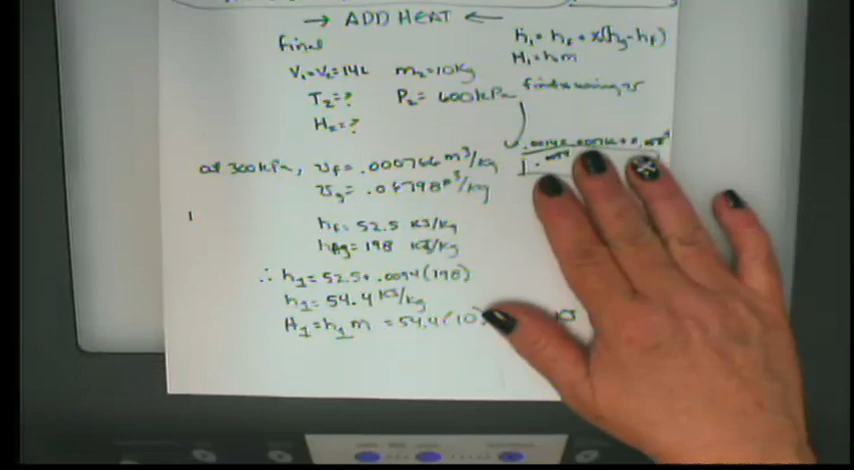 → ADD HEAT ←
Final
V₁=V₂=14L m₂=10kg
T₂=? P₂= 600kPa
H₂=?
h₁= hf + x(hg-hf)
H₁=h₁m
find x using v
at 300kPa, vf= .000766 m³/kg
vg= .06798 m³/kg
hf= 52.5 KJ/kg
hfg= 198 KJ/kg
∴ h₁=52.5+.0094(198)
h₁= 54.4 KJ/kg
H₁=h₁m =54.4(10)